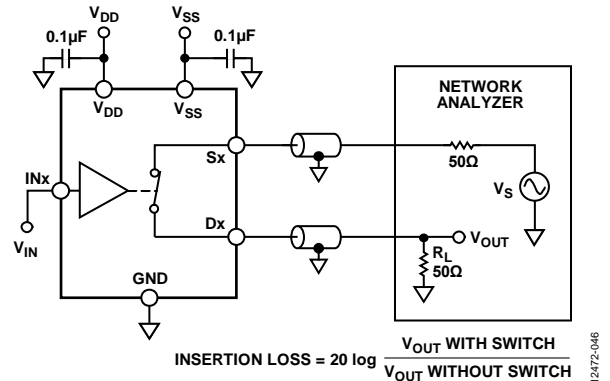 VDD
VSS
0.1µF
0.1µF
VDD
VSS
NETWORK
ANALYZER
Sx
50Ω
VS
INx
Dx
VOUT
RL
50Ω
VIN
GND
INSERTION LOSS = 20 log
VOUT WITH SWITCH
VOUT WITHOUT SWITCH
12472-046